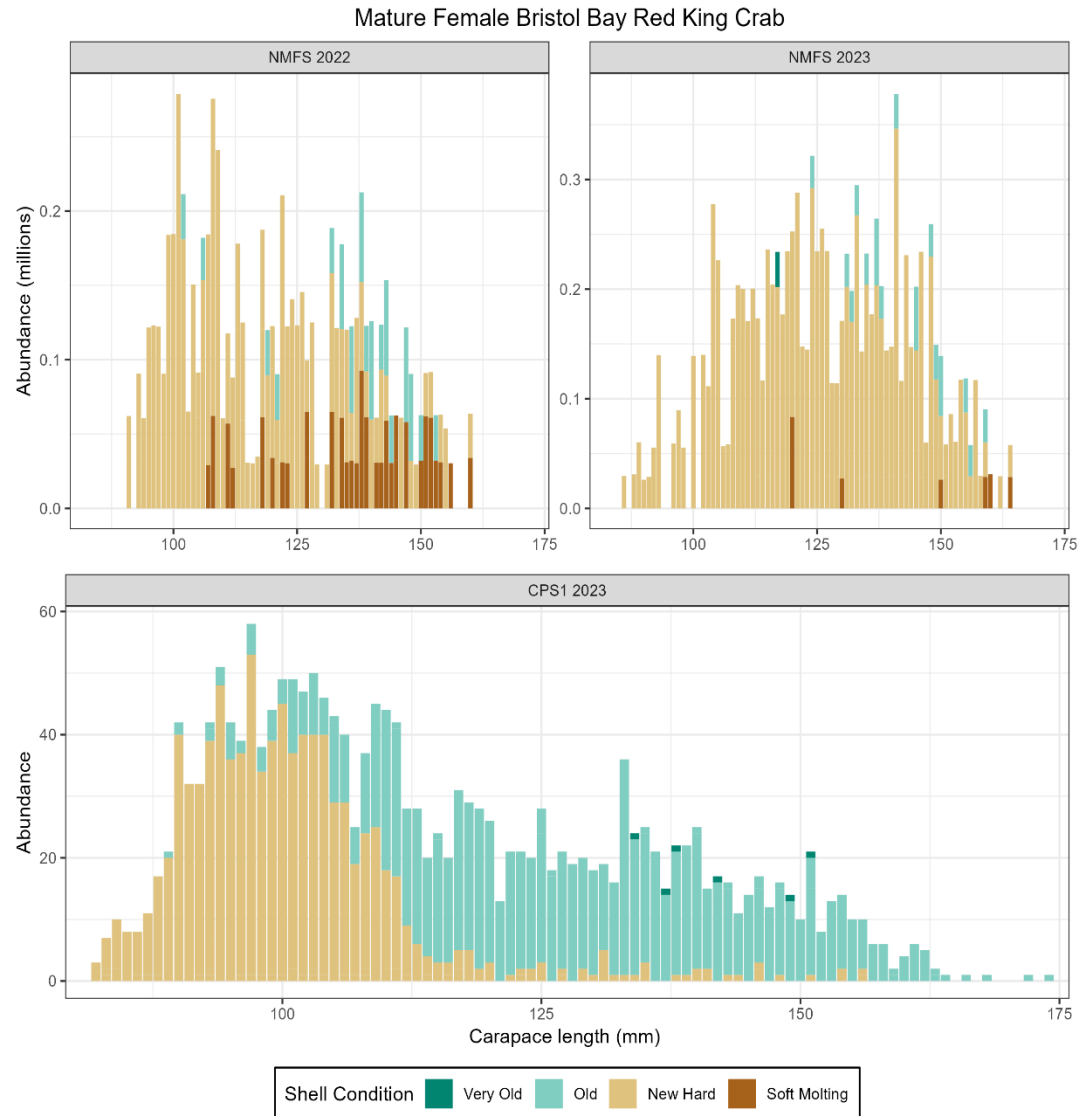 Mature Female Bristol Bay Red King Crab
NMFS 2022
NMFS 2023
Abundance (millions)
0.2
0.1
0.0
100
125
150
175
0.3
0.2
0.1
0.0
100
125
150
175
CPS1 2023
Abundance
60
40
20
0
100
125
150
175
Carapace length (mm)
Shell Condition Very Old Old New Hard Soft Molting